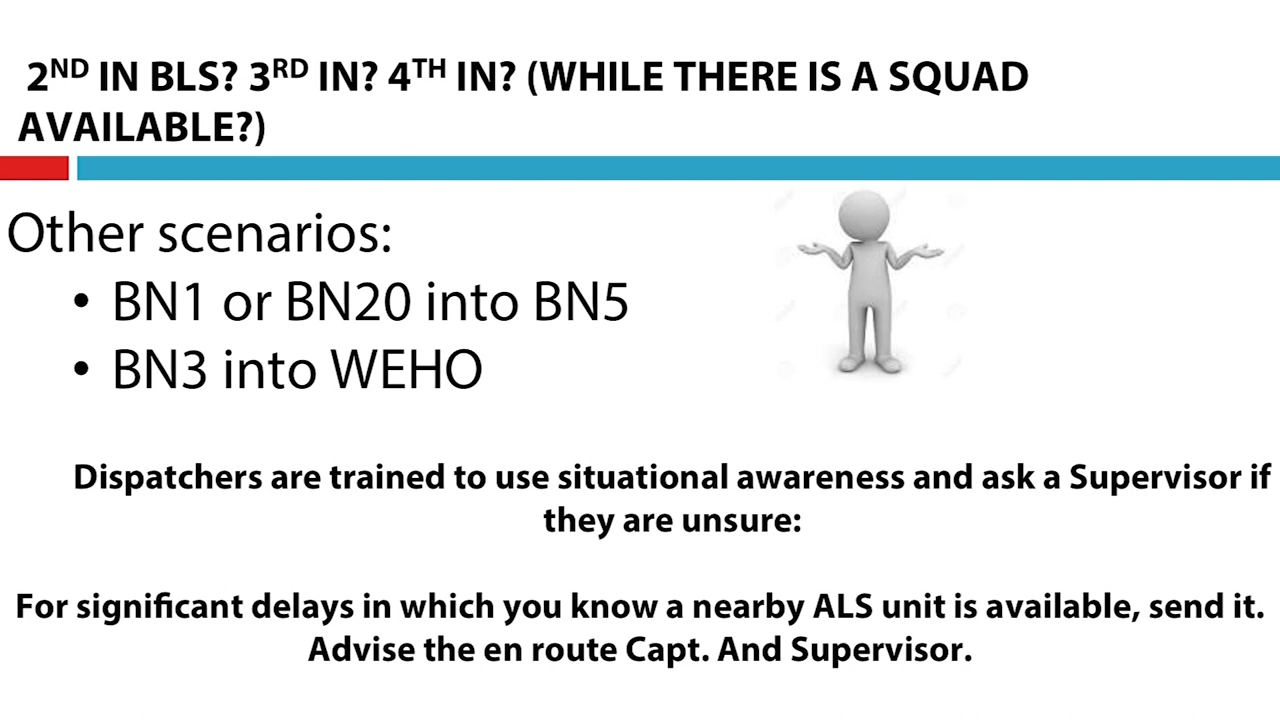 2ND IN BLS? 3RD IN? 4TH IN? (WHILE THERE IS A SQUAD
AVAILABLE?)
Other scenarios:
• BN1 or BN20 into BN5
• BN3 into WEHO
Dispatchers are trained to use situational awareness and ask a Supervisor if
they are unsure:
For significant delays in which you know a nearby ALS unit is available, send it.
Advise the en route Capt. And Supervisor.